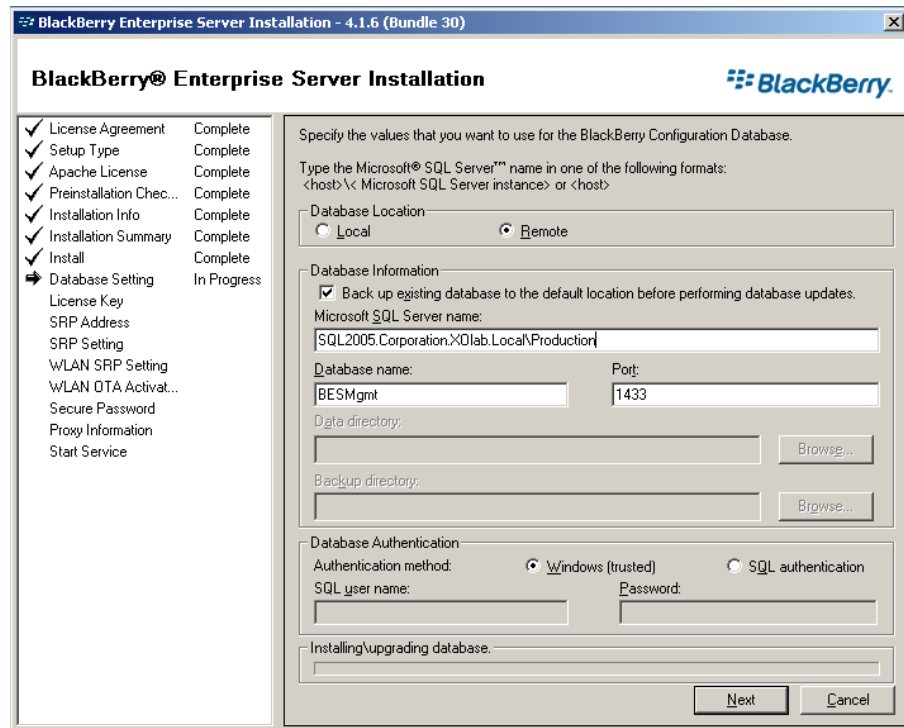 BlackBerry Enterprise Server Installation - 4.1.6 (Bundle 30)
BlackBerry® Enterprise Server Installation
BlackBerry.
License Agreement Complete
Setup Type Complete
Apache License Complete
Preinstallation Chec... Complete
Installation Info Complete
Installation Summary Complete
Install Complete
Database Setting In Progress
License Key
SRP Address
SRP Setting
WLAN SRP Setting
WLAN OTA Activat...
Secure Password
Proxy Information
Start Service
Specify the values that you want to use for the BlackBerry Configuration Database.
Type the Microsoft® SQL Server™ name in one of the following formats:
<host>\< Microsoft SQL Server instance> or <host>
Database Location
Local Remote
Database Information
Back up existing database to the default location before performing database updates.
Microsoft SQL Server name:
SQL2005.Corporation.XOlab.Local\Production
Database name: Port:
BESMgmt 1433
Data directory:
Browse...
Backup directory:
Browse...
Database Authentication
Authentication method: Windows (trusted) SQL authentication
SQL user name: Password:
Installing\upgrading database.
Next Cancel